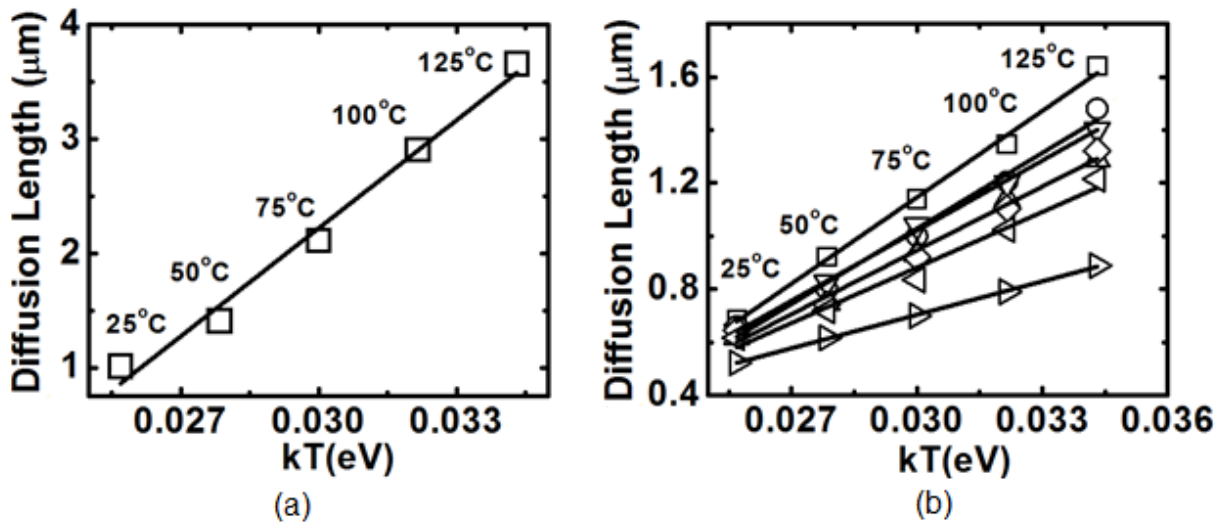 Diffusion Length (μm)
4
3
2
1
25°C
50°C
75°C
100°C
125°C
0.027
0.030
0.033
kT(eV)
(a)
Diffusion Length (μm)
1.6
1.2
0.8
0.4
25°C
50°C
75°C
100°C
125°C
0.027
0.030
0.033
0.036
kT(eV)
(b)